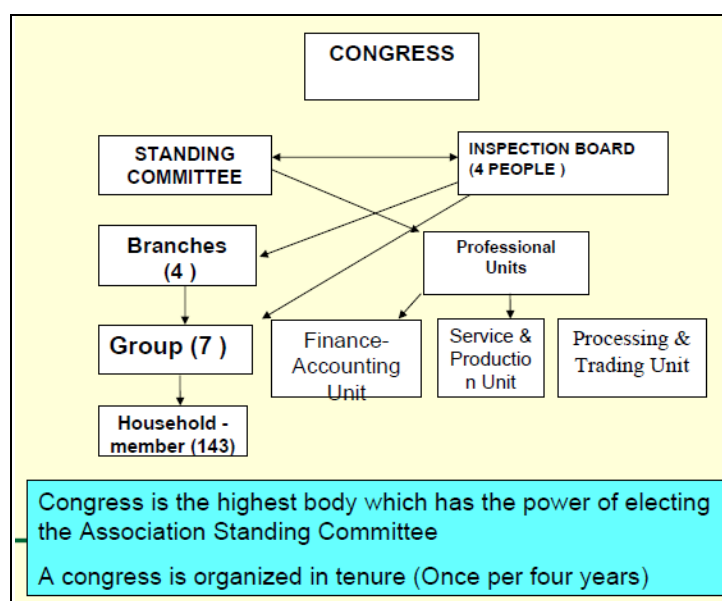 CONGRESS
STANDING
COMMITTEE
INSPECTION BOARD
(4 PEOPLE )
Branches
(4 )
Professional
Units
Group (7 )
Finance-
Accounting
Unit
Service &
Productio
n Unit
Processing &
Trading Unit
Household -
member (143)
Congress is the highest body which has the power of electing
the Association Standing Committee
A congress is organized in tenure (Once per four years)